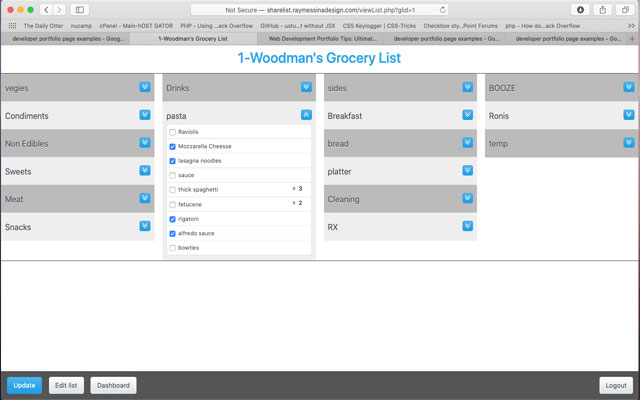 Not Secure — sharelist.raymessinadesign.com/viewList.php?glid=1
The Daily Otter nucamp cPanel - Main-hOST GATOR PHP - Using ...ack Overflow GitHub - ustu...t without JSX CSS Keylogger | CSS-Tricks Checkbox sty...Point Forums php - How do...ack Overflow
developer portfolio page examples - Goog... 1-Woodman's Grocery List Web Development Portfolio Tips: Ultimat... developer portfolio page examples - Go... developer portfolio page examples - Go...
1-Woodman's Grocery List
vegies
Condiments
Non Edibles
Sweets
Meat
Snacks
Drinks
pasta
Raviolis
Mozzarella Cheesse
lasagna noodles
sauce
thick spaghetti x 3
fetucene x 2
rigatoni
alfredo sauce
bowties
sides
Breakfast
bread
platter
Cleaning
RX
BOOZE
Ronis
temp
Update Edit list Dashboard Logout